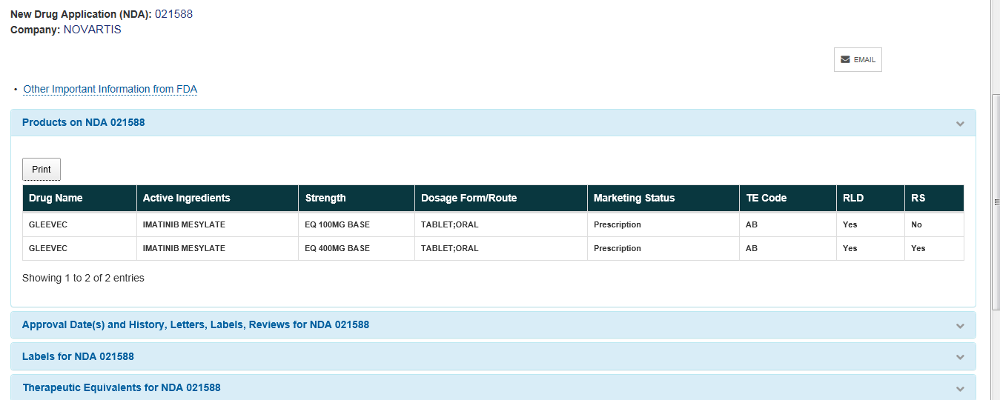 New Drug Application (NDA): 021588
Company: NOVARTIS
EMAIL
• Other Important Information from FDA
Products on NDA 021588
Print
Drug Name Active Ingredients Strength Dosage Form/Route Marketing Status TE Code RLD RS
GLEEVEC IMATINIB MESYLATE EQ 100MG BASE TABLET;ORAL Prescription AB Yes No
GLEEVEC IMATINIB MESYLATE EQ 400MG BASE TABLET;ORAL Prescription AB Yes Yes
Showing 1 to 2 of 2 entries
Approval Date(s) and History, Letters, Labels, Reviews for NDA 021588
Labels for NDA 021588
Therapeutic Equivalents for NDA 021588